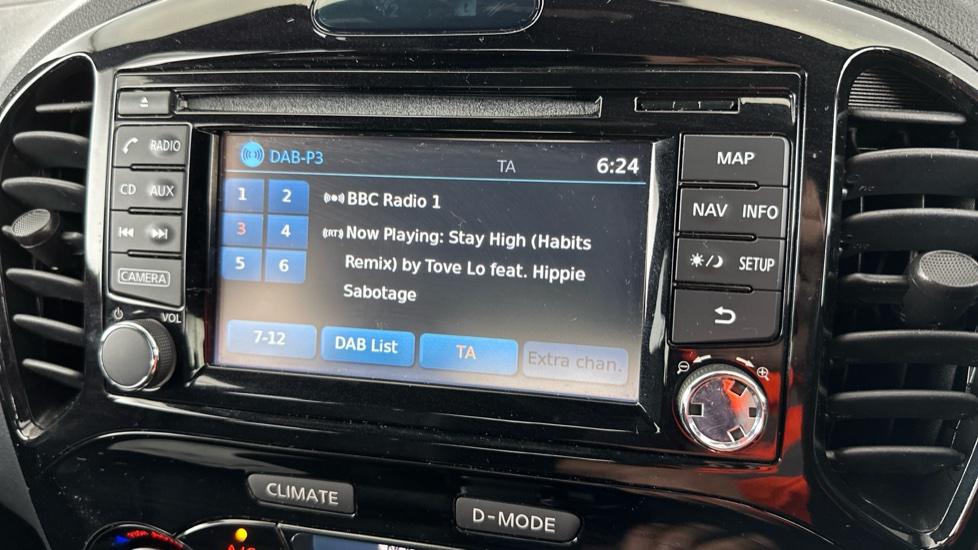 RADIO
CD AUX
CAMERA
VOL
DAB-P3 TA 6:24
1 2
3 4
5 6
BBC Radio 1
(RT) Now Playing: Stay High (Habits
Remix) by Tove Lo feat. Hippie
Sabotage
7-12 DAB List TA Extra chan.
MAP
NAV INFO
SETUP
CLIMATE
D-MODE
A/C